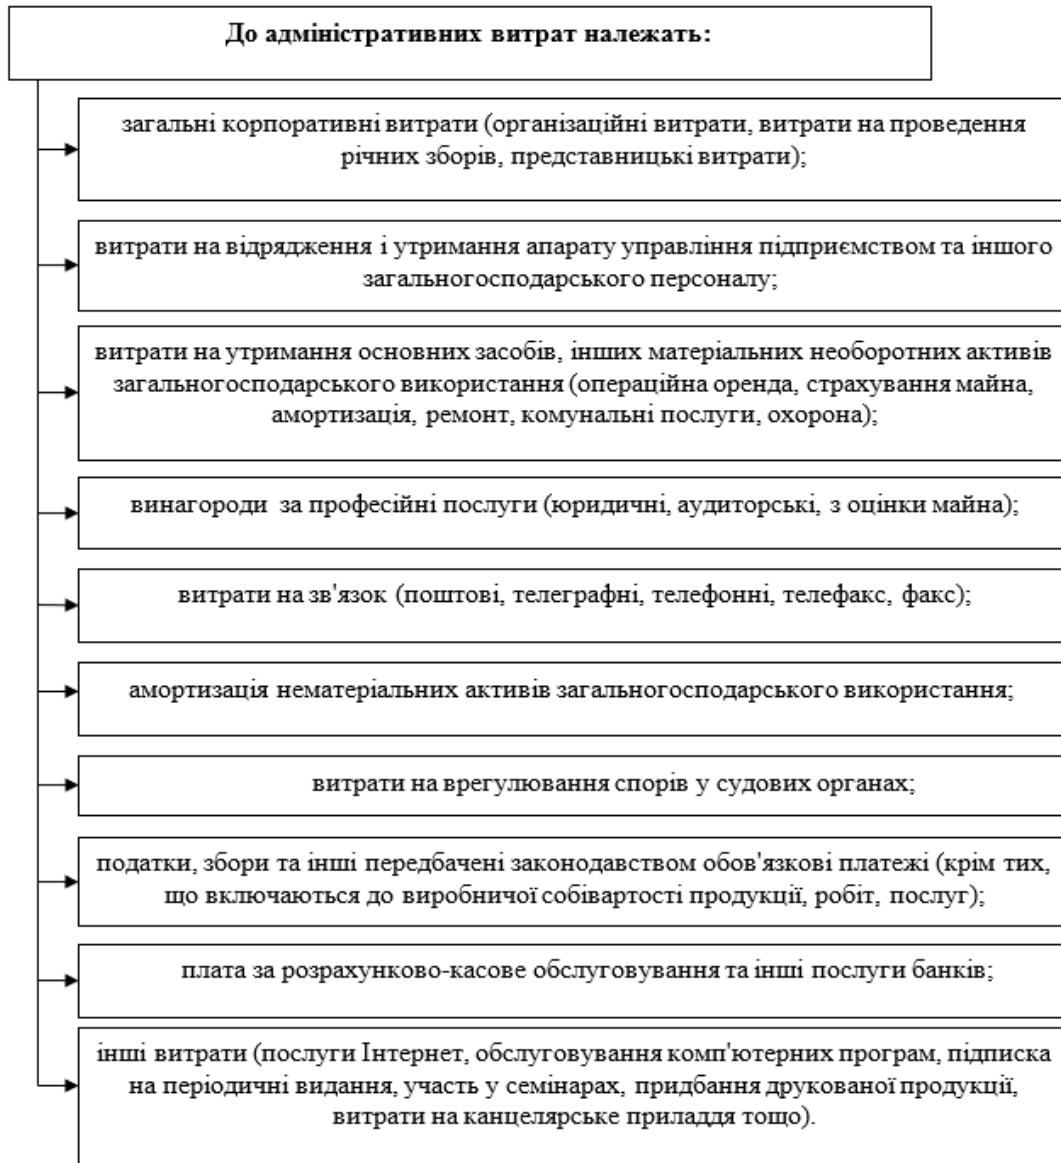 До адміністративних витрат належать:
загальні корпоративні витрати (організаційні витрати, витрати на проведення
річних зборів, представницькі витрати);
витрати на відрядження і утримання апарату управління підприємством та іншого
загальногосподарського персоналу;
витрати на утримання основних засобів, інших матеріальних необоротних активів
загальногосподарського використання (операційна оренда, страхування майна,
амортизація, ремонт, комунальні послуги, охорона);
винагороди за професійні послуги (юридичні, аудиторські, з оцінки майна);
витрати на зв'язок (поштові, телеграфні, телефонні, телефакс, факс);
амортизація нематеріальних активів загальногосподарського використання;
витрати на врегулювання спорів у судових органах;
податки, збори та інші передбачені законодавством обов'язкові платежі (крім тих,
що включаються до виробничої собівартості продукції, робіт, послуг);
плата за розрахунково-касове обслуговування та інші послуги банків;
інші витрати (послуги Інтернет, обслуговування комп'ютерних програм, підписка
на періодичні видання, участь у семінарах, придбання друкованої продукції,
витрати на канцелярське приладдя тощо).